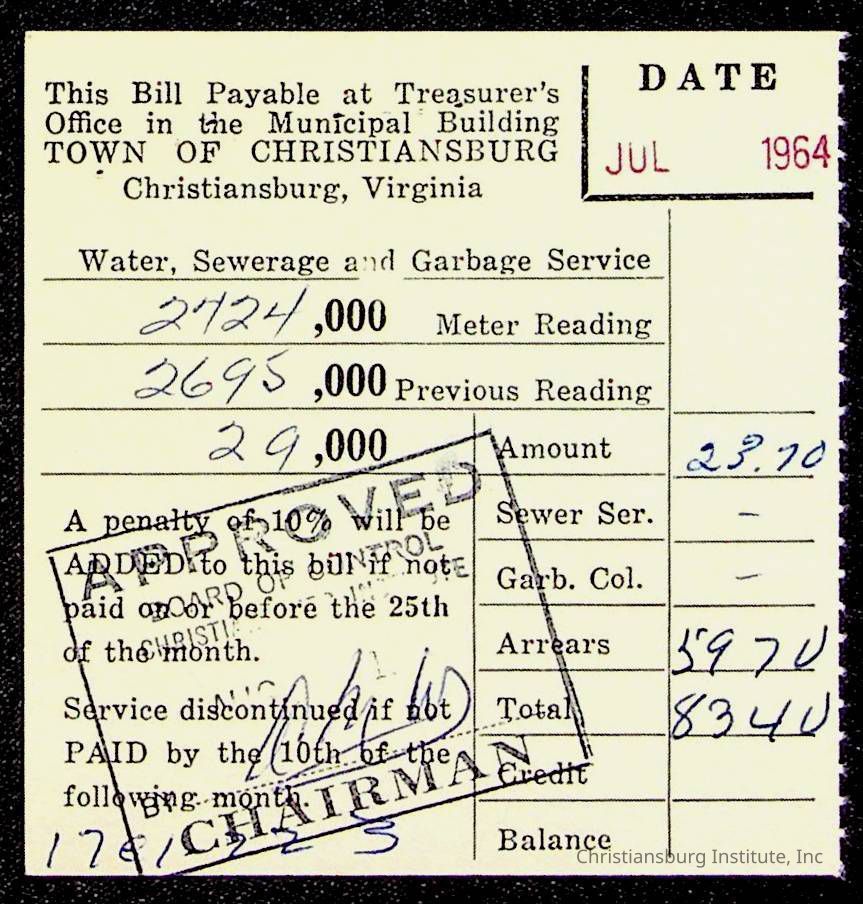 This Bill Payable at Treasurer's
Office in the Municipal Building
TOWN OF CHRISTIANSBURG
Christiansburg, Virginia
DATE
JUL 1964
Water, Sewerage and Garbage Service
2724,000 Meter Reading
2695,000 Previous Reading
29,000 Amount 23.70
Sewer Ser. –
Garb. Col. –
Arrears 5970
Total 8340
Credit
Balance
A penalty of 10% will be
ADDED to this bill if not
paid on or before the 25th
of the month.
Service discontinued if not
PAID by the 10th of the
following month.
APPROVED
BOARD OF CONTROL
BY
CHAIRMAN
Christiansburg Institute, Inc